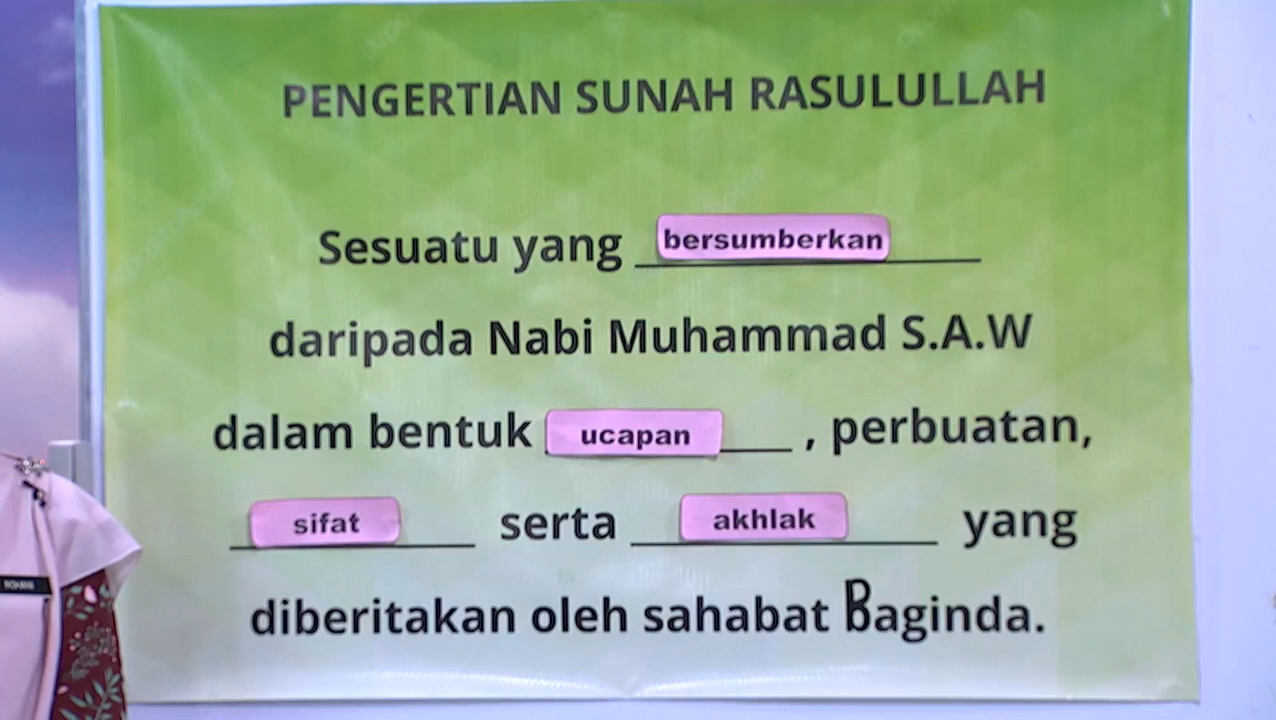 PENGERTIAN SUNAH RASULULLAH
Sesuatu yang bersumberkan
daripada Nabi Muhammad S.A.W
dalam bentuk ucapan , perbuatan,
sifat serta akhlak yang
diberitakan oleh sahabat Baginda.